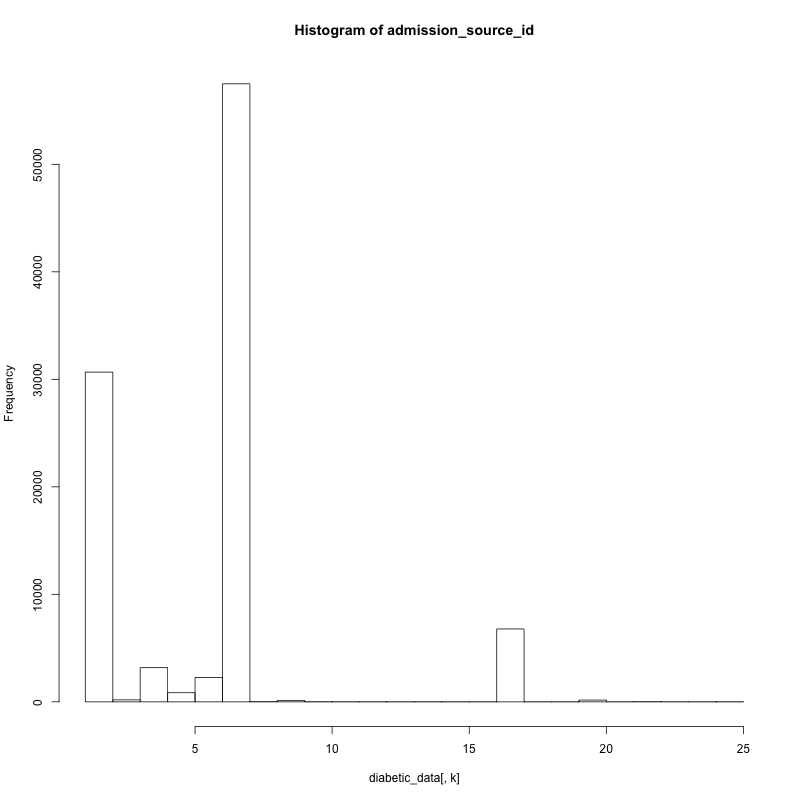 Histogram of admission_source_id
Frequency
50000
40000
30000
20000
10000
0
5 10 15 20 25
diabetic_data[, k]